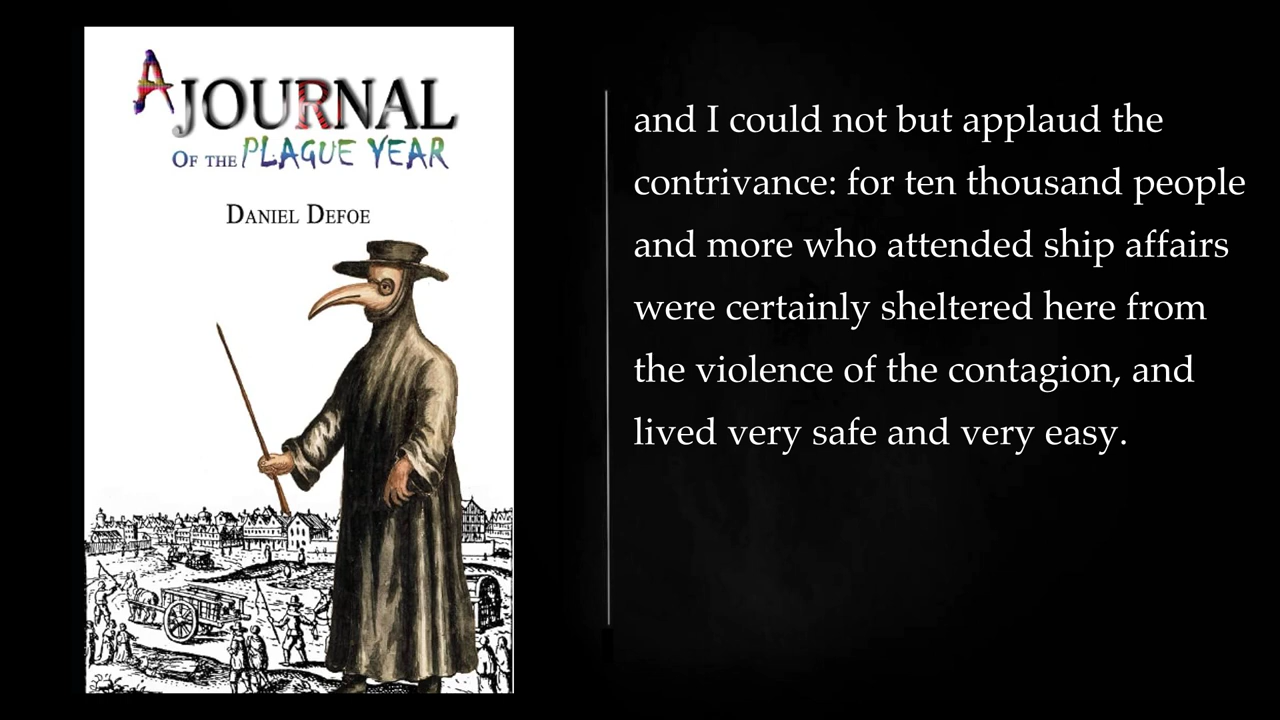 A JOURNAL
OF THE PLAGUE YEAR
DANIEL DEFOE
and I could not but applaud the
contrivance: for ten thousand people
and more who attended ship affairs
were certainly sheltered here from
the violence of the contagion, and
lived very safe and very easy.